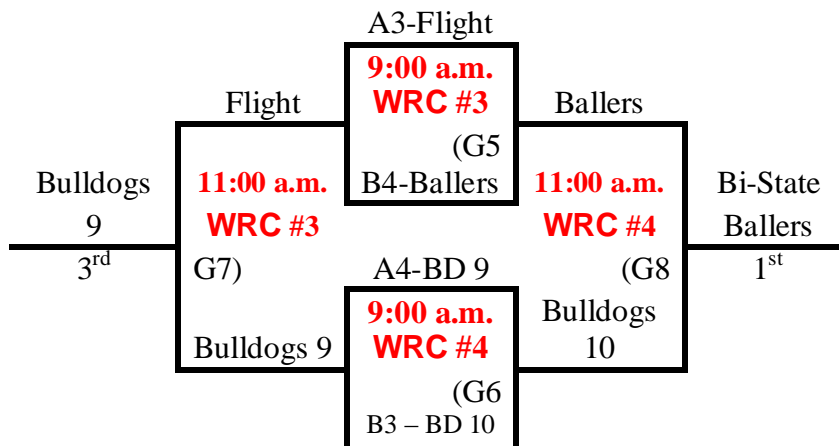 A3-Flight
9:00 a.m.
WRC #3
Flight
Ballers
(G5
B4-Ballers
Bulldogs
9
3rd
11:00 a.m.
WRC #3
G7)
11:00 a.m.
WRC #4
(G8
Bi-State
Ballers
1st
A4-BD 9
9:00 a.m.
WRC #4
Bulldogs 9
Bulldogs
10
(G6
B3 – BD 10